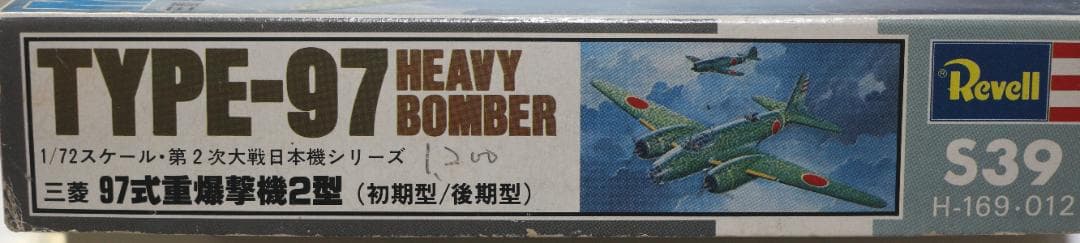 TYPE-97 HEAVY BOMBER
1/72スケール・第2次大戦日本機シリーズ
1,200
三菱 97式重爆撃機2型 (初期型/後期型)
Revell
S39
H-169・012